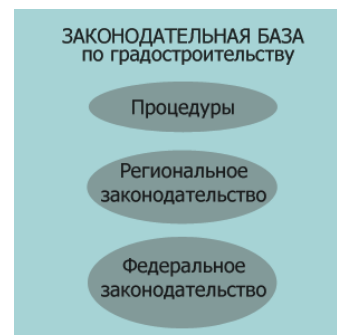 ЗАКОНОДАТЕЛЬНАЯ БАЗА
по градостроительству
Процедуры
Региональное
законодательство
Федеральное
законодательство